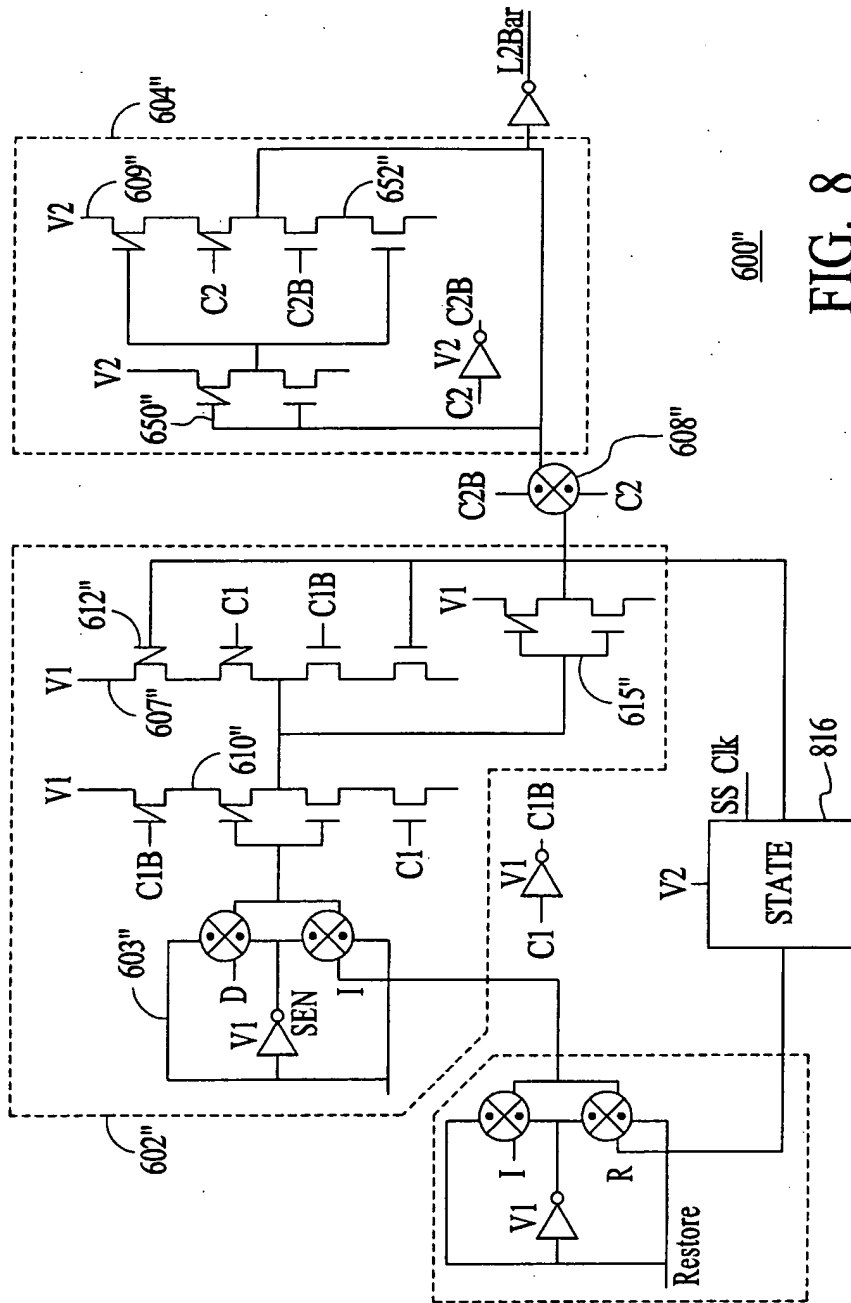 604"
609"
V2
652"
C2
C2B
V2
650"
C2
V2
C2B
L2Bar
608"
C2B
C2
612"
V1
607"
C1
C1B
V1
615"
V1
610"
C1B
C1
603"
D
V1
SEN
I
602"
C1
V1
C1B
SS Clk
816
V2
STATE
I
V1
R
Restore
600"
FIG. 8